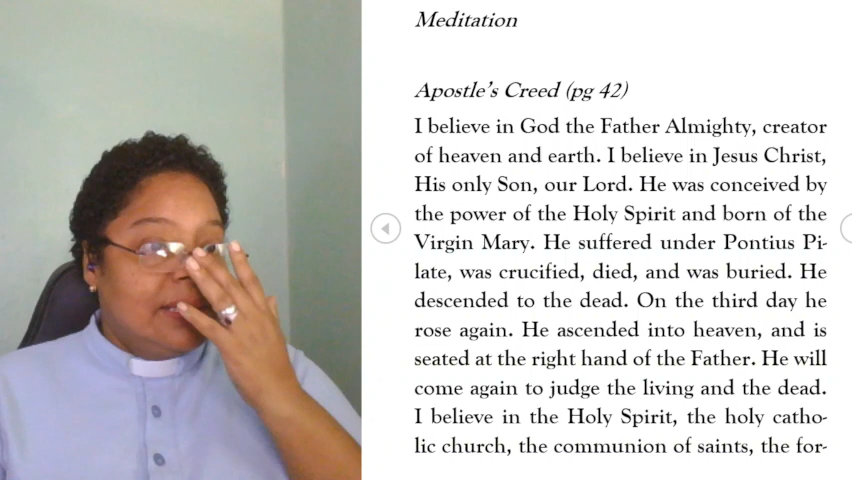 Meditation
Apostle's Creed (pg 42)
I believe in God the Father Almighty, creator
of heaven and earth. I believe in Jesus Christ,
His only Son, our Lord. He was conceived by
the power of the Holy Spirit and born of the
Virgin Mary. He suffered under Pontius Pi-
late, was crucified, died, and was buried. He
descended to the dead. On the third day he
rose again. He ascended into heaven, and is
seated at the right hand of the Father. He will
come again to judge the living and the dead.
I believe in the Holy Spirit, the holy catho-
lic church, the communion of saints, the for-